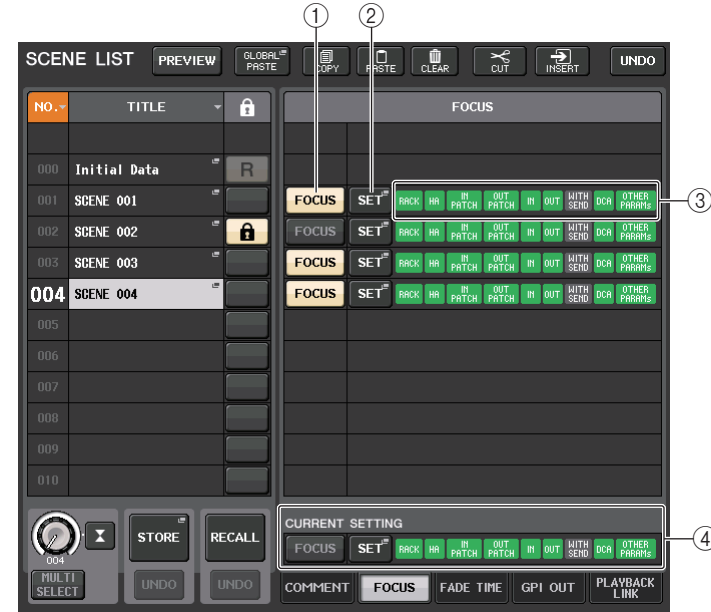 ① ②
SCENE LIST PREVIEW GLOBAL PASTE COPY PASTE CLEAR CUT INSERT UNDO
NO. TITLE FOCUS
000 Initial Data R
001 SCENE 001 FOCUS SET RACK HA IN PATCH OUT PATCH IN OUT WITH SEND DCA OTHER PARAMs ③
002 SCENE 002 FOCUS SET RACK HA IN PATCH OUT PATCH IN OUT WITH SEND DCA OTHER PARAMs
003 SCENE 003 FOCUS SET RACK HA IN PATCH OUT PATCH IN OUT WITH SEND DCA OTHER PARAMs
004 SCENE 004 FOCUS SET RACK HA IN PATCH OUT PATCH IN OUT WITH SEND DCA OTHER PARAMs
005
006
007
008
009
010
CURRENT SETTING
FOCUS SET RACK HA IN PATCH OUT PATCH IN OUT WITH SEND DCA OTHER PARAMs ④
004 STORE RECALL
MULTI SELECT UNDO UNDO COMMENT FOCUS FADE TIME GPI OUT PLAYBACK LINK